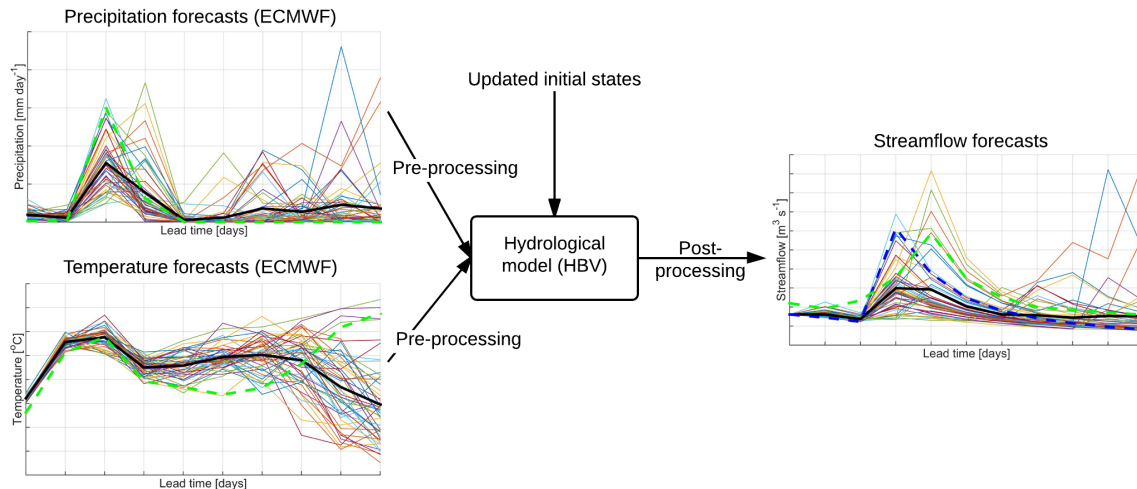 Precipitation forecasts (ECMWF)
Precipitation [mm day⁻¹]
Lead time [days]
Temperature forecasts (ECMWF)
Temperature [°C]
Lead time [days]
Pre-processing
Pre-processing
Updated initial states
Hydrological
model (HBV)
Post-
processing
Streamflow forecasts
Streamflow [m³ s⁻¹]
Lead time [days]